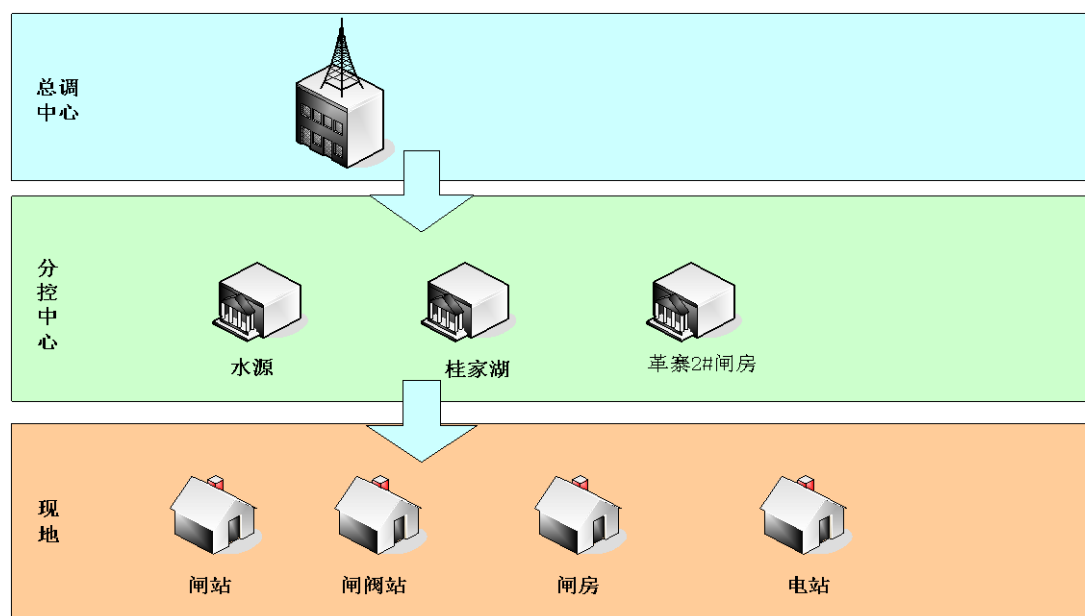 总调
中心
分
控
中
心
水源
桂家湖
革寨2#闸房
现
地
闸站
闸阀站
闸房
电站